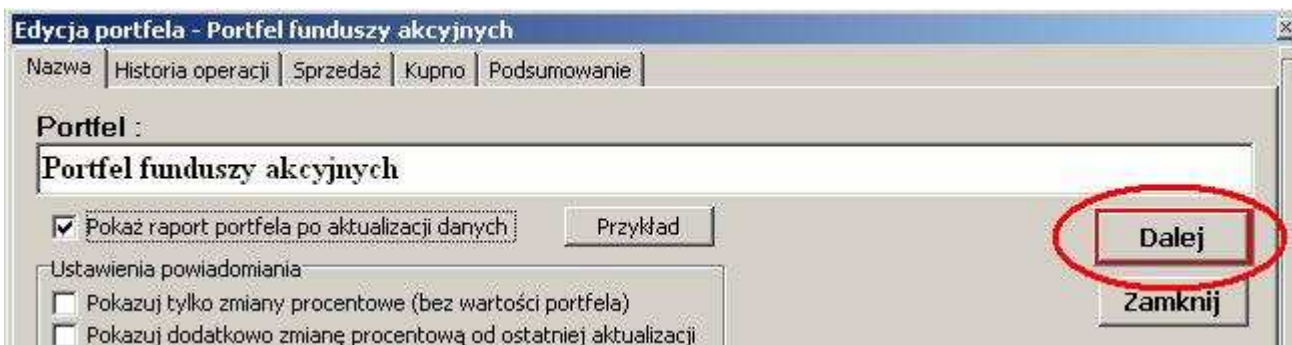 Edycja portfela - Portfel funduszy akcyjnych
Nazwa Historia operacji Sprzedaż Kupno Podsumowanie
Portfel :
Portfel funduszy akcyjnych
Pokaż raport portfela po aktualizacji danych Przykład
Dalej
Ustawienia powiadomiania
Pokazuj tylko zmiany procentowe (bez wartości portfela)
Zamknij
Pokazuj dodatkowo zmianę procentową od ostatniej aktualizacji